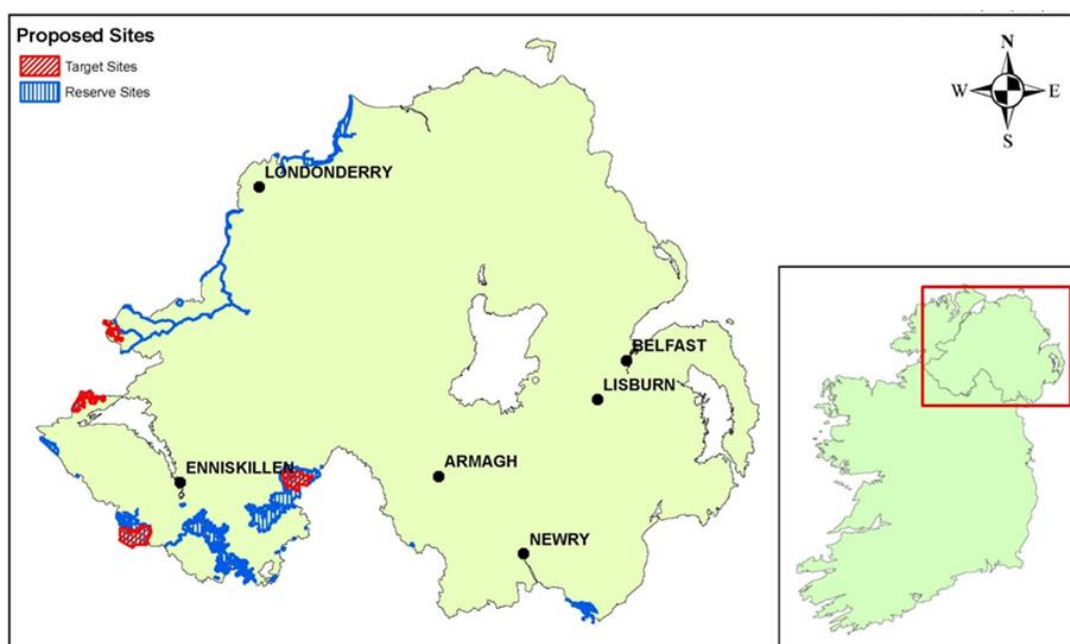 Proposed Sites
Target Sites
Reserve Sites
N
W E
S
LONDONDERRY
BELFAST
LISBURN
ARMAGH
ENNISKILLEN
NEWRY